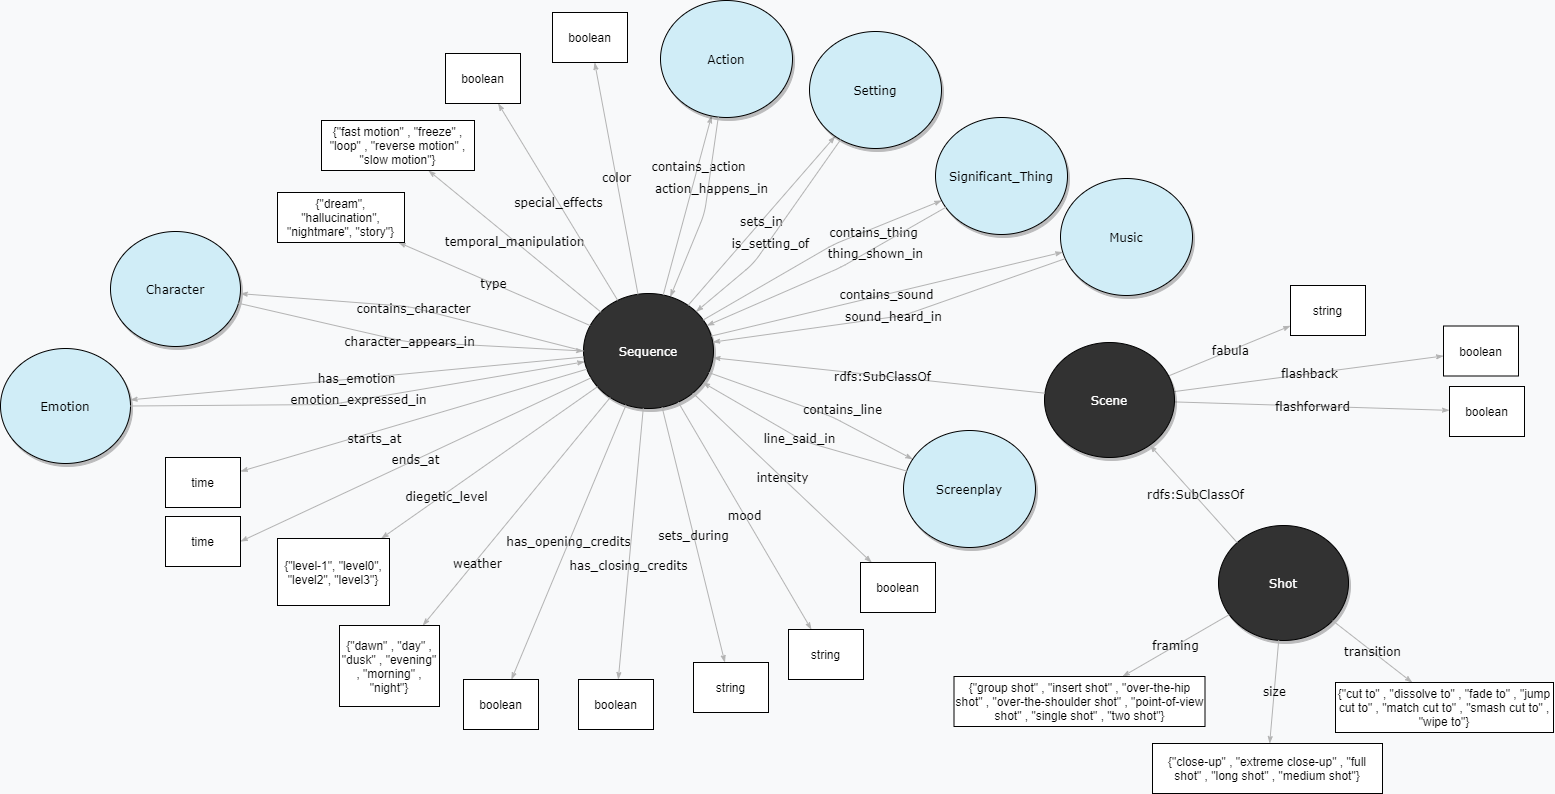 boolean
Action
boolean
Setting
{"fast motion" , "freeze" ,
"loop" , "reverse motion" ,
"slow motion"}
contains_action
color
action_happens_in
Significant_Thing
special_effects
{"dream",
"hallucination",
"nightmare", "story"}
sets_in
contains_thing
Music
temporal_manipulation
is_setting_of
thing_shown_in
type
Character
contains_sound
contains_character
sound_heard_in
string
character_appears_in
Sequence
fabula
boolean
has_emotion
rdfs:SubClassOf
flashback
emotion_expressed_in
Emotion
contains_line
Scene
flashforward
boolean
starts_at
line_said_in
ends_at
time
intensity
Screenplay
diegetic_level
rdfs:SubClassOf
mood
time
has_opening_credits
sets_during
weather
has_closing_credits
{"level-1", "level0",
"level2", "level3"}
boolean
Shot
{"dawn" , "day" ,
"dusk" , "evening"
, "morning" ,
"night"}
string
framing
transition
boolean
boolean
string
size
{"group shot" , "insert shot" , "over-the-hip
shot" , "over-the-shoulder shot" , "point-of-view
shot" , "single shot" , "two shot"}
{"cut to" , "dissolve to" , "fade to" , "jump
cut to" , "match cut to" , "smash cut to" ,
"wipe to"}
{"close-up" , "extreme close-up" , "full
shot" , "long shot" , "medium shot"}